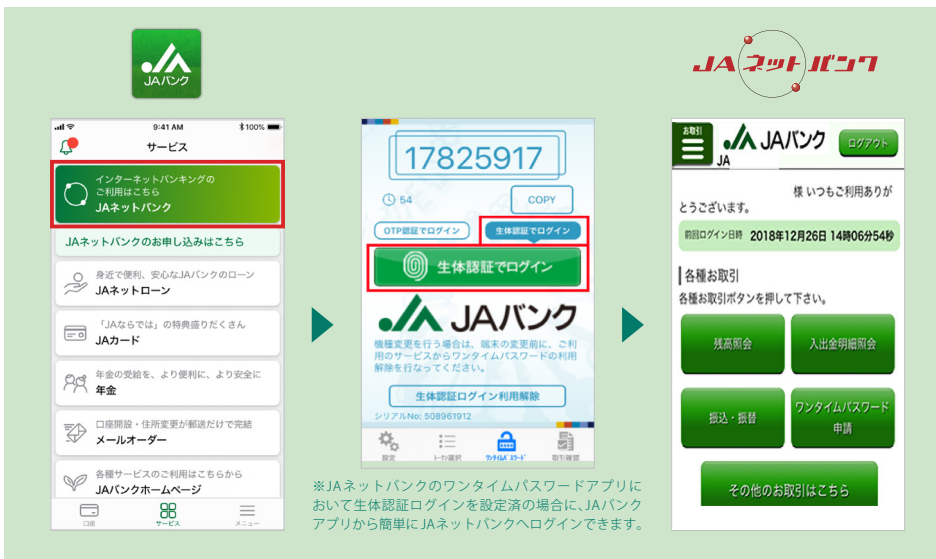 JAバンク
JAネットバンク
9:41 AM
100%
サービス
インターネットバンキングの
ご利用はこちら
JAネットバンク
JAネットバンクのお申し込みはこちら
身近で便利、安心なJAバンクのローン
JAネットローン
「JAならでは」の特典盛りだくさん
JAカード
年金の受給を、より便利に、より安全に
年金
口座開設・住所変更が郵送だけで完結
メールオーダー
各種サービスのご利用はこちらから
JAバンクホームページ
口座
サービス
メニュー
17825917
54
COPY
OTP認証でログイン
生体認証でログイン
生体認証でログイン
JAバンク
機種変更を行う場合は、端末の変更前に、ご利
用のサービスからワンタイムパスワードの利用
解除を行なってください。
生体認証ログイン利用解除
シリアルNo: 508961912
設定
トークン選択
ワンタイムパスワード
取引確認
※JAネットバンクのワンタイムパスワードアプリに
おいて生体認証ログインを設定済の場合に、JAバンク
アプリから簡単にJAネットバンクへログインできます。
お取引
JAバンク
JA
ログアウト
様 いつもご利用ありが
とうございます。
前回ログイン日時 2018年12月26日 14時06分54秒
各種お取引
各種お取引ボタンを押して下さい。
残高照会
入出金明細照会
振込・振替
ワンタイムパスワード
申請
その他のお取引はこちら